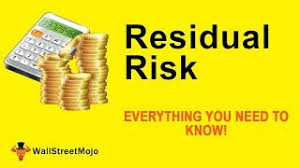 Residual
Risk
EVERYTHING YOU NEED TO
KNOW!
WallStreetMojo